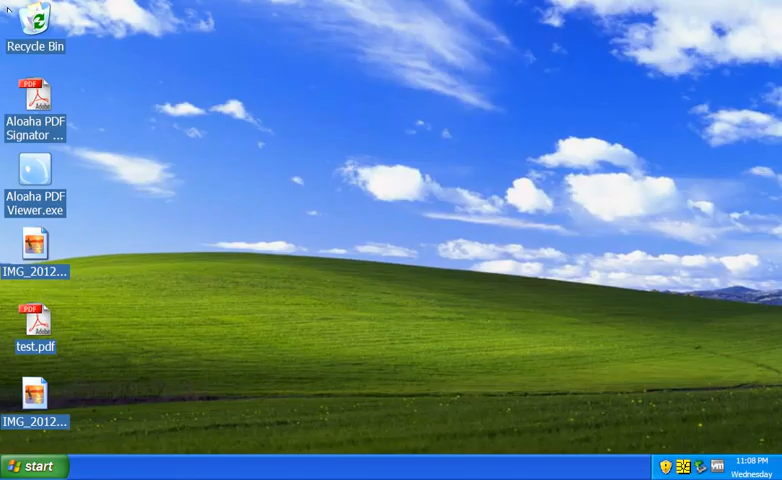 Recycle Bin
PDF
Adobe
Aloaha PDF
Signator ...
Aloaha PDF
Viewer.exe
IMG_2012...
PDF
Adobe
test.pdf
IMG_2012...
start
11:08 PM
Wednesday